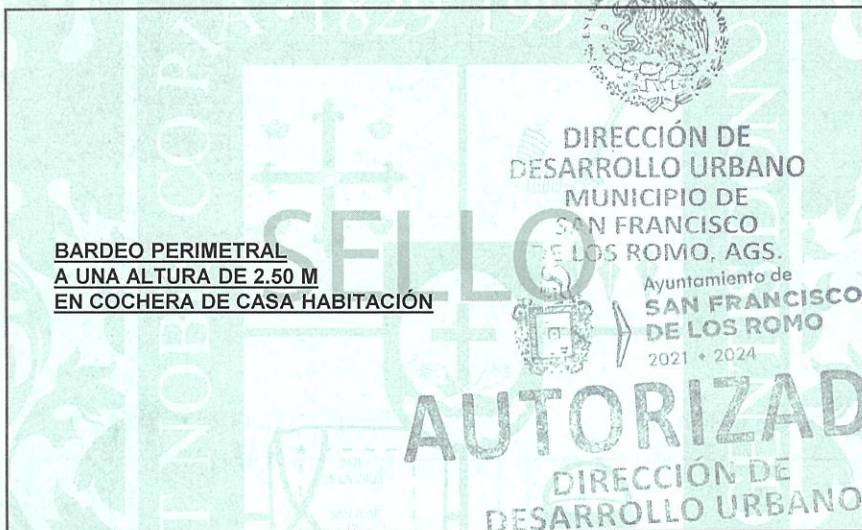 BARDEO PERIMETRAL
A UNA ALTURA DE 2.50 M
EN COCHERA DE CASA HABITACIÓN
SELLO
DIRECCIÓN DE
DESARROLLO URBANO
MUNICIPIO DE
SAN FRANCISCO
DE LOS ROMO, AGS.
Ayuntamiento de
SAN FRANCISCO
DE LOS ROMO
2021 • 2024
AUTORIZAD
DIRECCIÓN DE
DESARROLLO URBANO